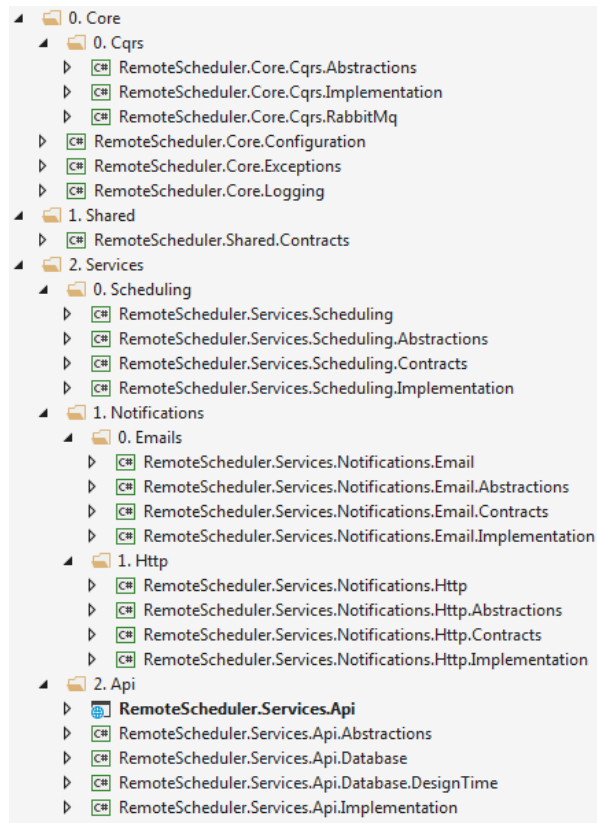 0. Core
0. Cqrs
C# RemoteScheduler.Core.Cqrs.Abstractions
C# RemoteScheduler.Core.Cqrs.Implementation
C# RemoteScheduler.Core.Cqrs.RabbitMq
C# RemoteScheduler.Core.Configuration
C# RemoteScheduler.Core.Exceptions
C# RemoteScheduler.Core.Logging
1. Shared
C# RemoteScheduler.Shared.Contracts
2. Services
0. Scheduling
C# RemoteScheduler.Services.Scheduling
C# RemoteScheduler.Services.Scheduling.Abstractions
C# RemoteScheduler.Services.Scheduling.Contracts
C# RemoteScheduler.Services.Scheduling.Implementation
1. Notifications
0. Emails
C# RemoteScheduler.Services.Notifications.Email
C# RemoteScheduler.Services.Notifications.Email.Abstractions
C# RemoteScheduler.Services.Notifications.Email.Contracts
C# RemoteScheduler.Services.Notifications.Email.Implementation
1. Http
C# RemoteScheduler.Services.Notifications.Http
C# RemoteScheduler.Services.Notifications.Http.Abstractions
C# RemoteScheduler.Services.Notifications.Http.Contracts
C# RemoteScheduler.Services.Notifications.Http.Implementation
2. Api
RemoteScheduler.Services.Api
C# RemoteScheduler.Services.Api.Abstractions
C# RemoteScheduler.Services.Api.Database
C# RemoteScheduler.Services.Api.Database.DesignTime
C# RemoteScheduler.Services.Api.Implementation